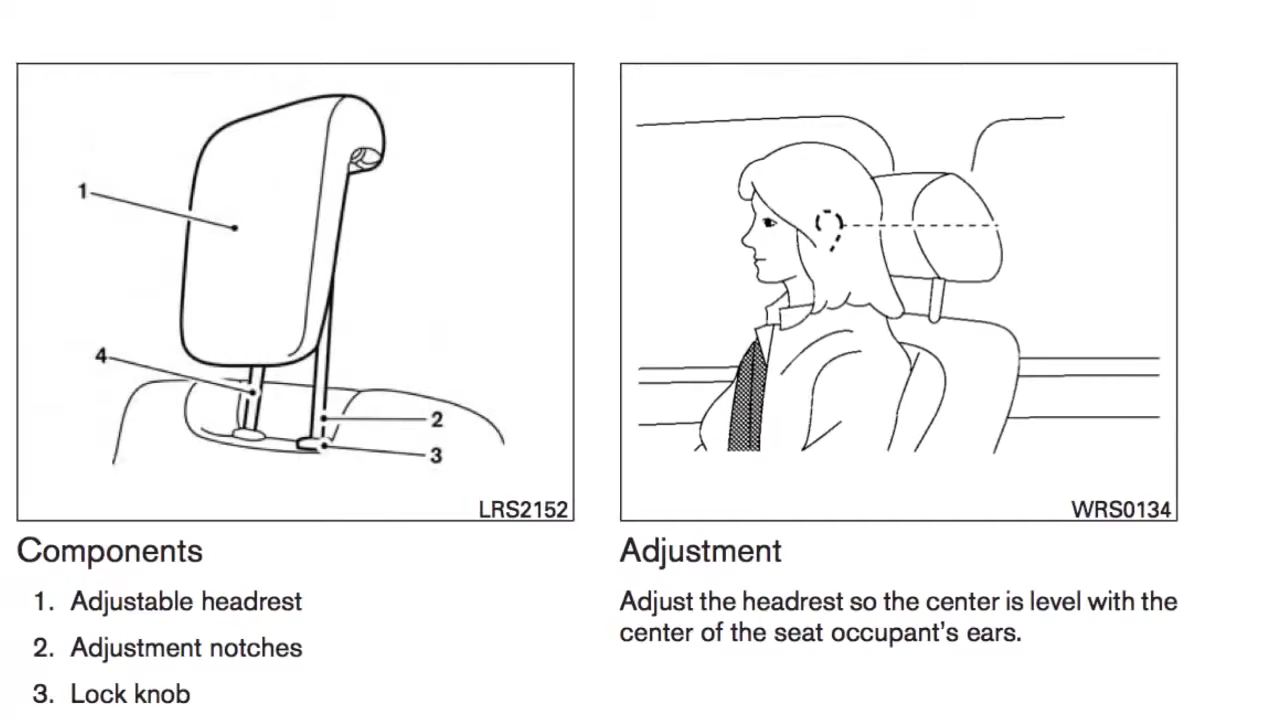 1
4
2
3
LRS2152
Components
1. Adjustable headrest
2. Adjustment notches
3. Lock knob
WRS0134
Adjustment
Adjust the headrest so the center is level with the
center of the seat occupant's ears.